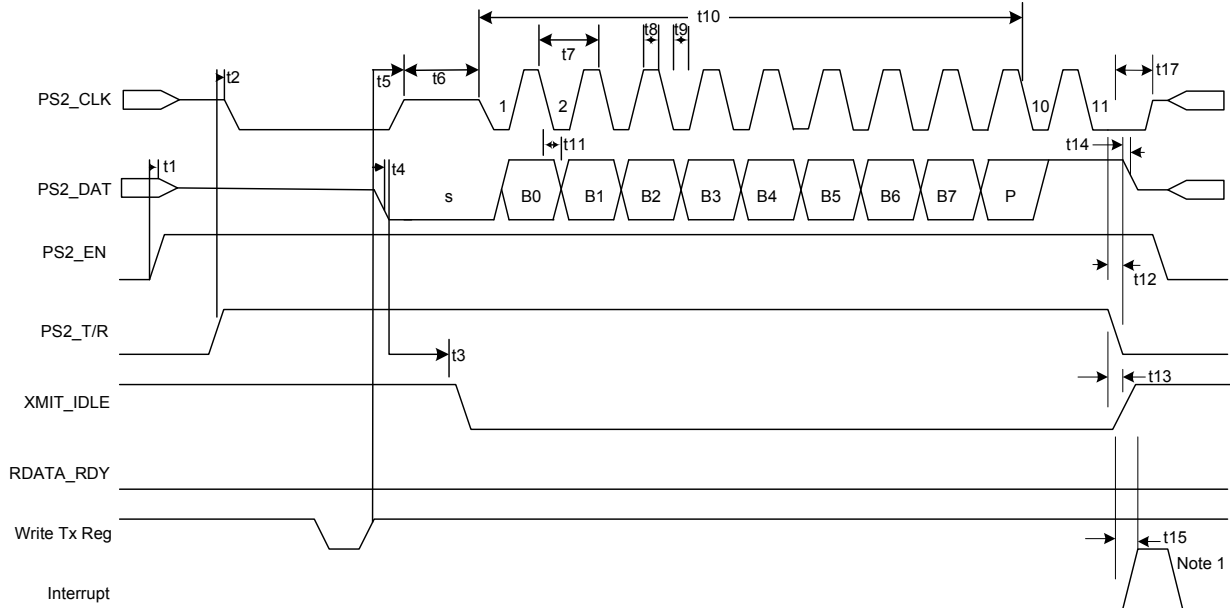 t10
t8 t9
t2 t5 t6 t7 t17
PS2_CLK 1 2 10 11
t11 t14
t1 t4
PS2_DAT s B0 B1 B2 B3 B4 B5 B6 B7 P
PS2_EN
t12
PS2_T/R
t3
t13
XMIT_IDLE
RDATA_RDY
Write Tx Reg
t15
Note 1
Interrupt